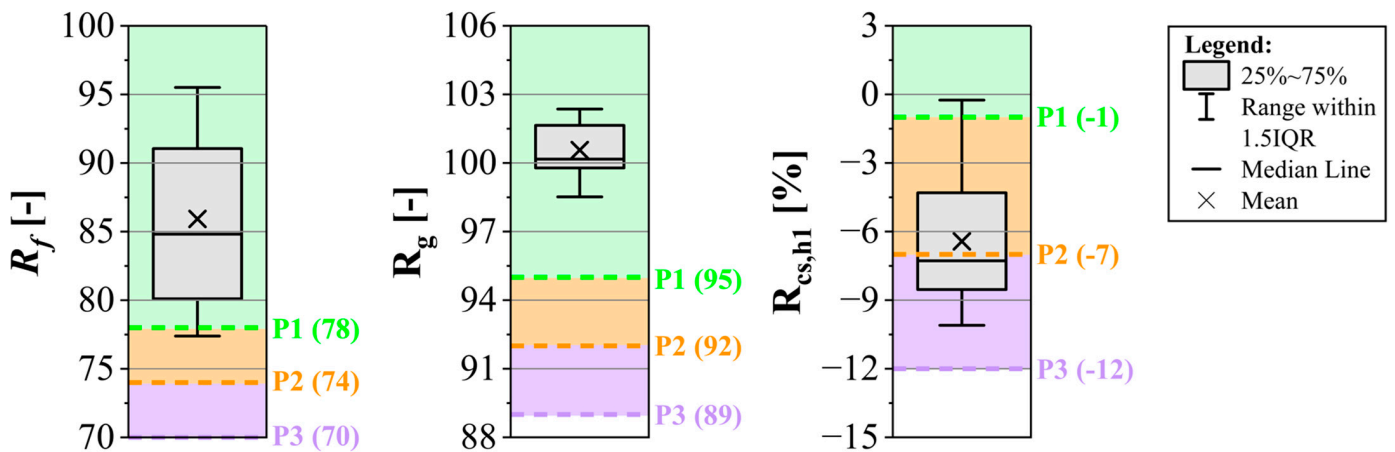 R_f [-]
100
95
90
85
80
75
70
P1 (78)
P2 (74)
P3 (70)
R_g [-]
106
103
100
97
94
91
88
P1 (95)
P2 (92)
P3 (89)
R_cs,h1 [%]
3
0
−3
−6
−9
−12
−15
P1 (-1)
P2 (-7)
P3 (-12)
Legend:
25%~75%
Range within
1.5IQR
Median Line
Mean